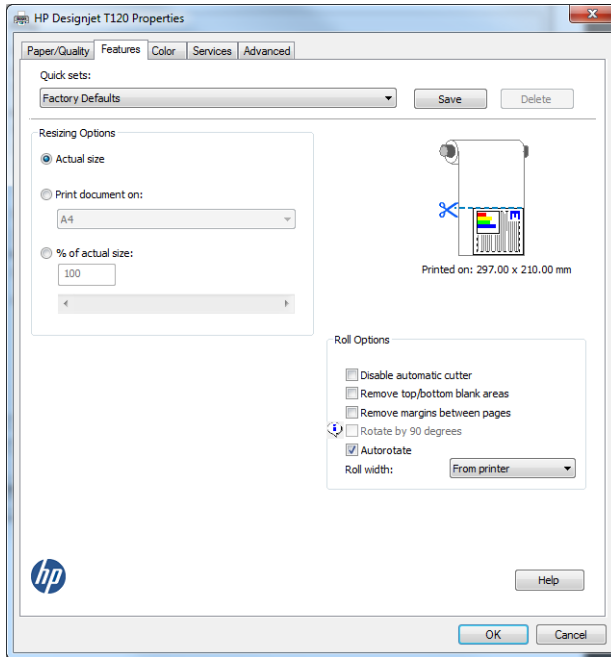 HP Designjet T120 Properties
Paper/Quality Features Color Services Advanced
Quick sets:
Factory Defaults Save Delete
Resizing Options
Actual size
Print document on:
A4
% of actual size:
100
Printed on: 297.00 x 210.00 mm
Roll Options
Disable automatic cutter
Remove top/bottom blank areas
Remove margins between pages
Rotate by 90 degrees
Autorotate
Roll width: From printer
hp
Help
OK Cancel